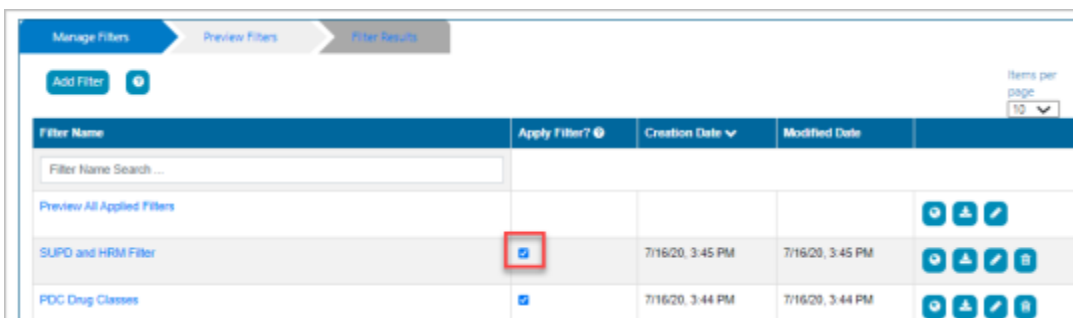 Manage Filters Preview Filters Filter Results
Add Filter
Items per
page
10
Filter Name Apply Filter? Creation Date Modified Date
Filter Name Search ...
Preview All Applied Filters
SUPD and HRM Filter 7/16/20, 3:45 PM 7/16/20, 3:45 PM
PDC Drug Classes 7/16/20, 3:44 PM 7/16/20, 3:44 PM